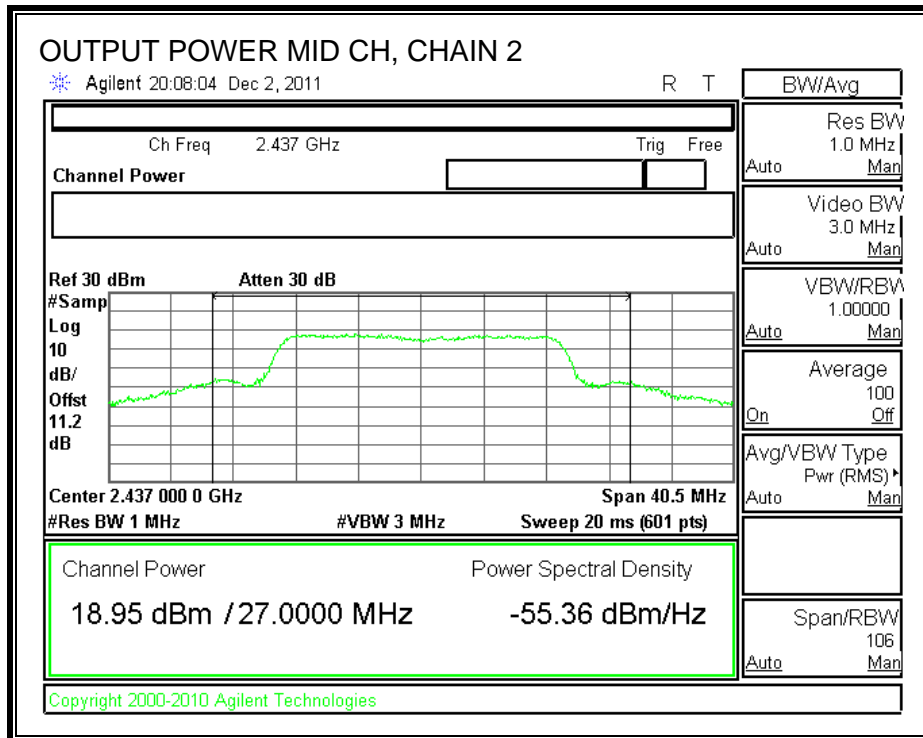 OUTPUT POWER MID CH, CHAIN 2
Agilent 20:08:04 Dec 2, 2011 R T
Ch Freq 2.437 GHz Trig Free
Channel Power
Ref 30 dBm Atten 30 dB
#Samp
Log
10
dB/
Offst
11.2
dB
Center 2.437 000 0 GHz Span 40.5 MHz
#Res BW 1 MHz #VBW 3 MHz Sweep 20 ms (601 pts)
Channel Power Power Spectral Density
18.95 dBm / 27.0000 MHz -55.36 dBm/Hz
Copyright 2000-2010 Agilent Technologies
BW/Avg
Res BW
1.0 MHz
Auto Man
Video BW
3.0 MHz
Auto Man
VBW/RBW
1.00000
Auto Man
Average
100
On Off
Avg/VBW Type
Pwr (RMS)
Auto Man
Span/RBW
106
Auto Man